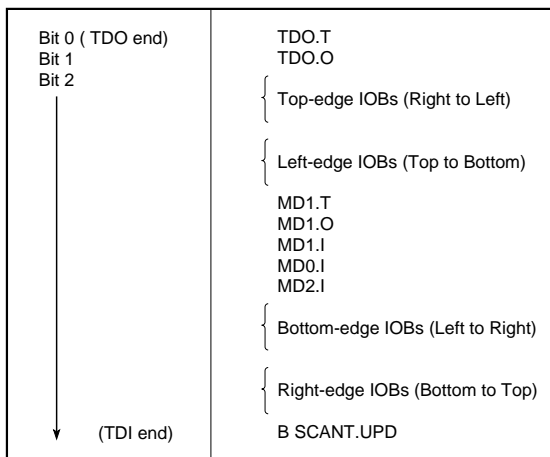 Bit 0 ( TDO end)
Bit 1
Bit 2
(TDI end)
TDO.T
TDO.O
Top-edge IOBs (Right to Left)
Left-edge IOBs (Top to Bottom)
MD1.T
MD1.O
MD1.I
MD0.I
MD2.I
Bottom-edge IOBs (Left to Right)
Right-edge IOBs (Bottom to Top)
B SCANT.UPD